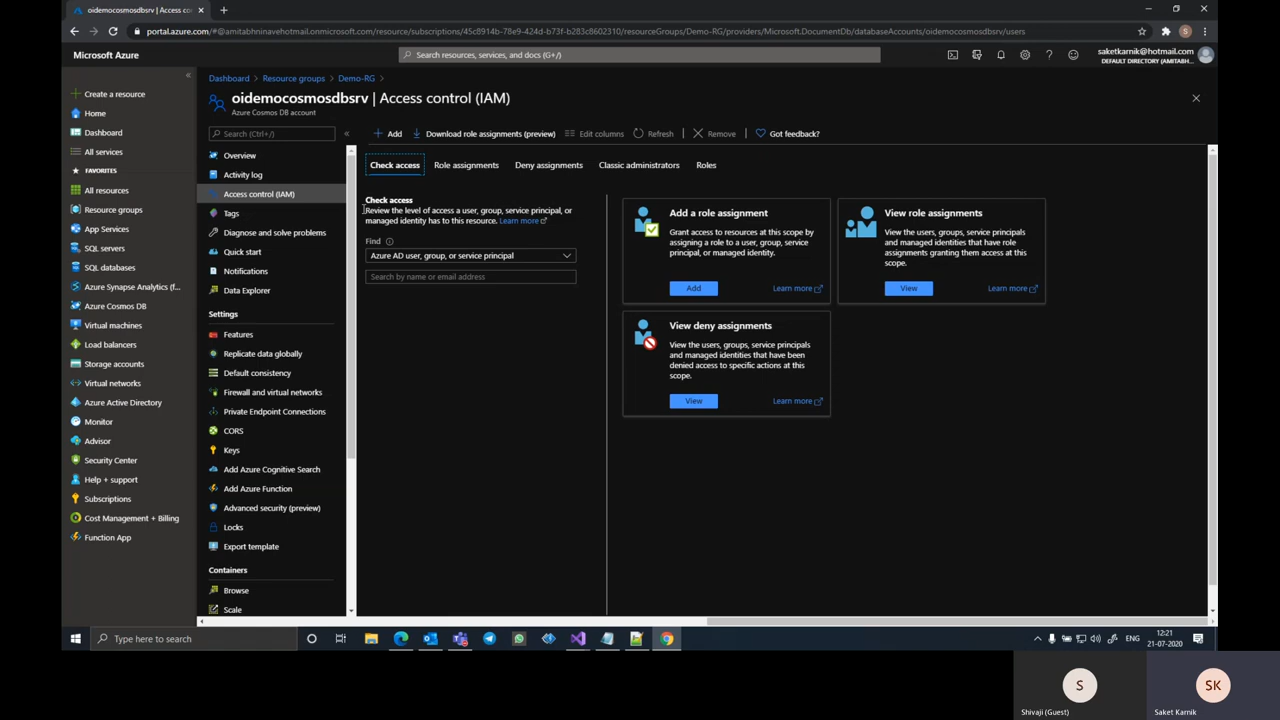 oidemocosmosdbsrv | Access co
portal.azure.com/#@amitabhninavehotmail.onmicrosoft.com/resource/subscriptions/45c8914b-78e9-424d-b73f-b283c8602310/resourceGroups/Demo-RG/providers/Microsoft.DocumentDb/databaseAccounts/oidemocosmosdbsrv/users
S
Microsoft Azure
Search resources, services, and docs (G+/)
saketkarnik@hotmail.com
DEFAULT DIRECTORY (AMITABH...
Create a resource
Home
Dashboard
All services
FAVORITES
All resources
Resource groups
App Services
SQL servers
SQL databases
Azure Synapse Analytics (f...
Azure Cosmos DB
Virtual machines
Load balancers
Storage accounts
Virtual networks
Azure Active Directory
Monitor
Advisor
Security Center
Help + support
Subscriptions
Cost Management + Billing
Function App
Dashboard > Resource groups > Demo-RG >
oidemocosmosdbsrv | Access control (IAM)
Azure Cosmos DB account
Search (Ctrl+/)
Overview
Activity log
Access control (IAM)
Tags
Diagnose and solve problems
Quick start
Notifications
Data Explorer
Settings
Features
Replicate data globally
Default consistency
Firewall and virtual networks
Private Endpoint Connections
CORS
Keys
Add Azure Cognitive Search
Add Azure Function
Advanced security (preview)
Locks
Export template
Containers
Browse
Scale
Add Download role assignments (preview) Edit columns Refresh Remove Got feedback?
Check access Role assignments Deny assignments Classic administrators Roles
Check access
Review the level of access a user, group, service principal, or
managed identity has to this resource. Learn more
Find
Azure AD user, group, or service principal
Search by name or email address
Add a role assignment
Grant access to resources at this scope by
assigning a role to a user, group, service
principal, or managed identity.
Add Learn more
View role assignments
View the users, groups, service principals
and managed identities that have role
assignments granting them access at this
scope.
View Learn more
View deny assignments
View the users, groups, service principals
and managed identities that have been
denied access to specific actions at this
scope.
View Learn more
Type here to search
ENG
12:21
21-07-2020
S
Shivaji (Guest)
SK
Saket Karnik